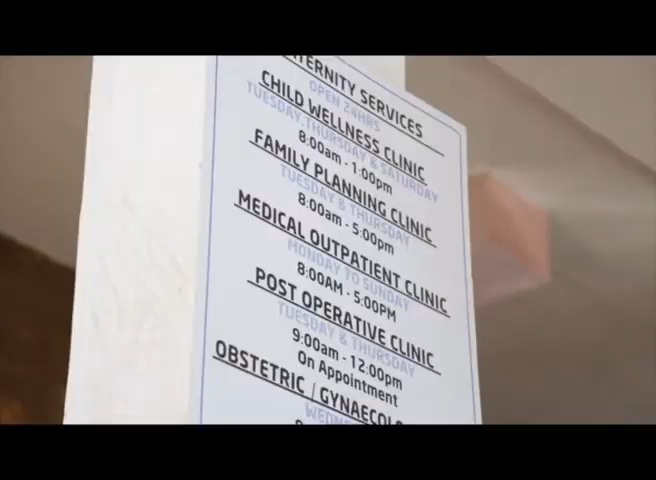 TERNITY SERVICES
OPEN 24HRS
CHILD WELLNESS CLINIC
TUESDAY, THURSDAY & SATURDAY
8:00am - 1:00pm
FAMILY PLANNING CLINIC
TUESDAY & THURSDAY
8:00am - 5:00pm
MEDICAL OUTPATIENT CLINIC
MONDAY TO SUNDAY
8:00AM - 5:00PM
POST OPERATIVE CLINIC
TUESDAY & THURSDAY
9:00am - 12:00pm
On Appointment
OBSTETRIC / GYNAECOL
WEDN